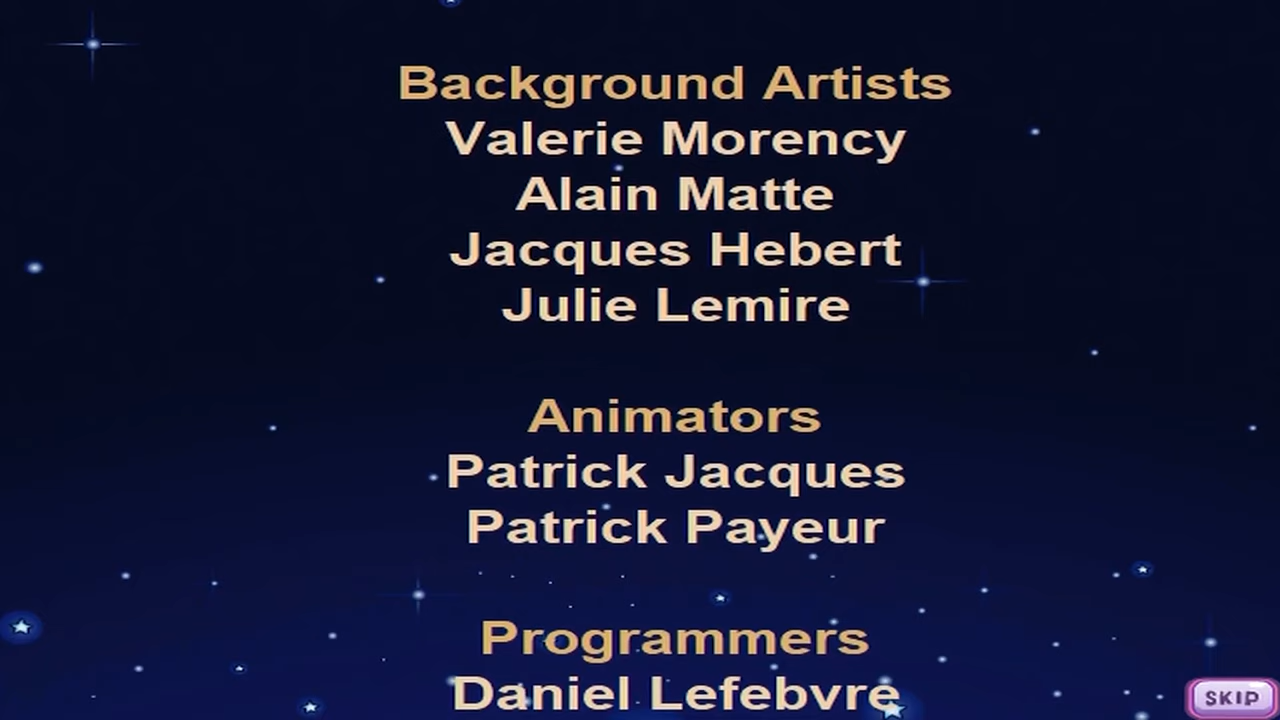 Background Artists
Valerie Morency
Alain Matte
Jacques Hebert
Julie Lemire
Animators
Patrick Jacques
Patrick Payeur
Programmers
Daniel Lefebvre
SKIP